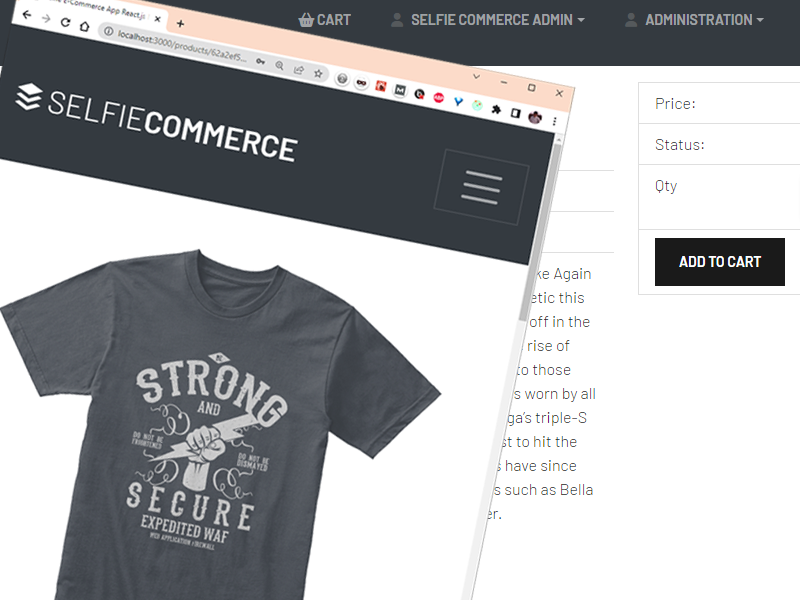 CART
SELFIE COMMERCE ADMIN
ADMINISTRATION
E-Commerce App React.js
localhost:3000/products/62a2ef5...
SELFIECOMMERCE
Price:
Status:
Qty
ADD TO CART
ke Again
etic this
off in the
rise of
to those
s worn by all
ga's triple-S
st to hit the
s have since
s such as Bella
er.
STRONG
AND
DO NOT BE
FRIGHTENED
DO NOT BE
DISMAYED
SECURE
EXPEDITED WAF
WEB APPLICATION FIREWALL